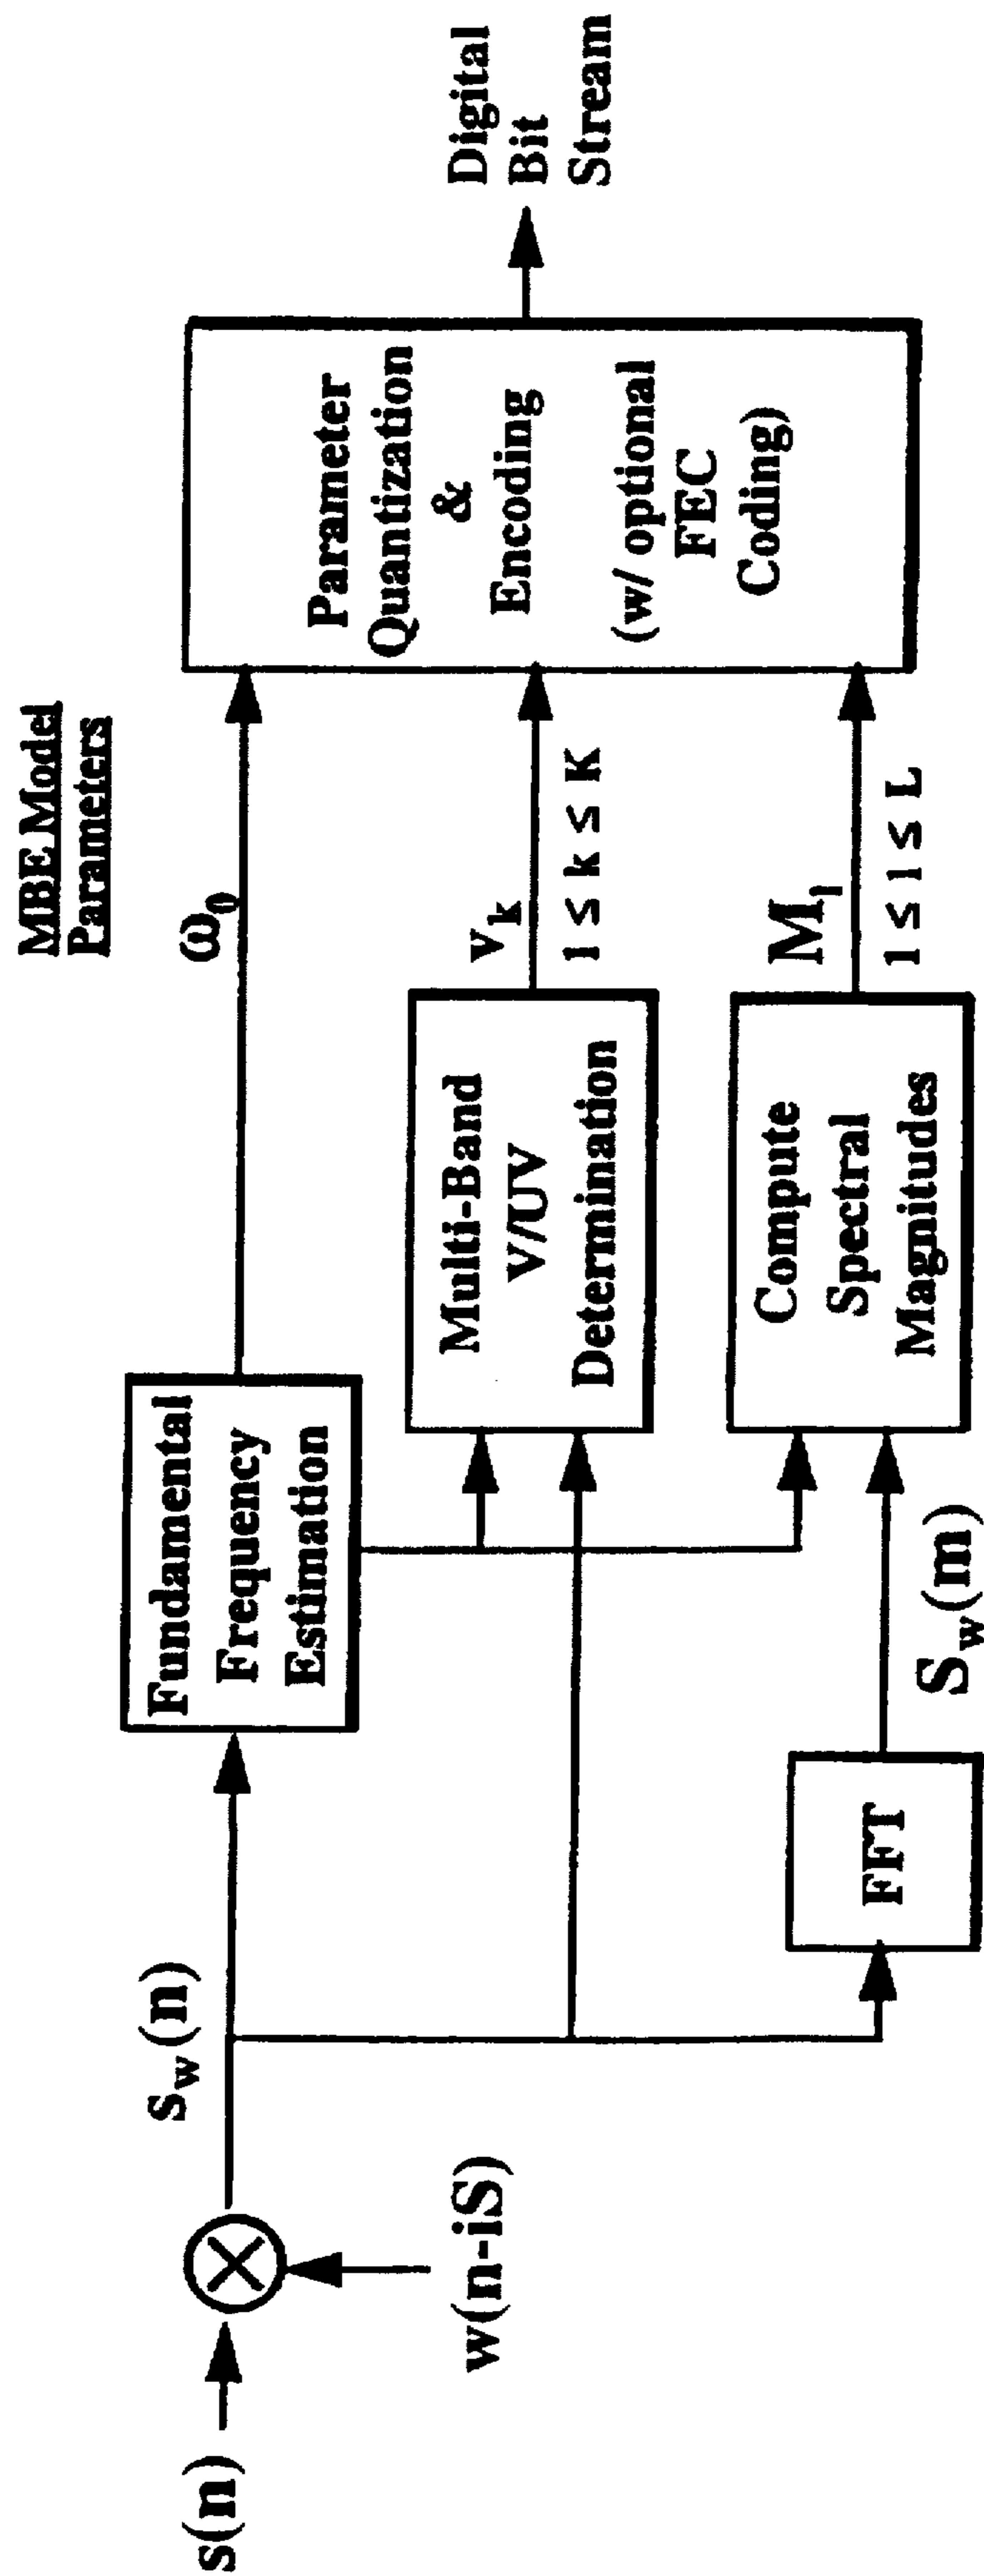 MBE Model
Parameters
s(n)
w(n-iS)
s_w(n)
Fundamental
Frequency
Estimation
ω₀
Multi-Band
V/UV
Determination
v_k
1 ≤ k ≤ K
FFT
S_w(m)
Compute
Spectral
Magnitudes
M_l
1 ≤ l ≤ L
Parameter
Quantization
&
Encoding
(w/ optional
FEC
Coding)
Digital
Bit
Stream